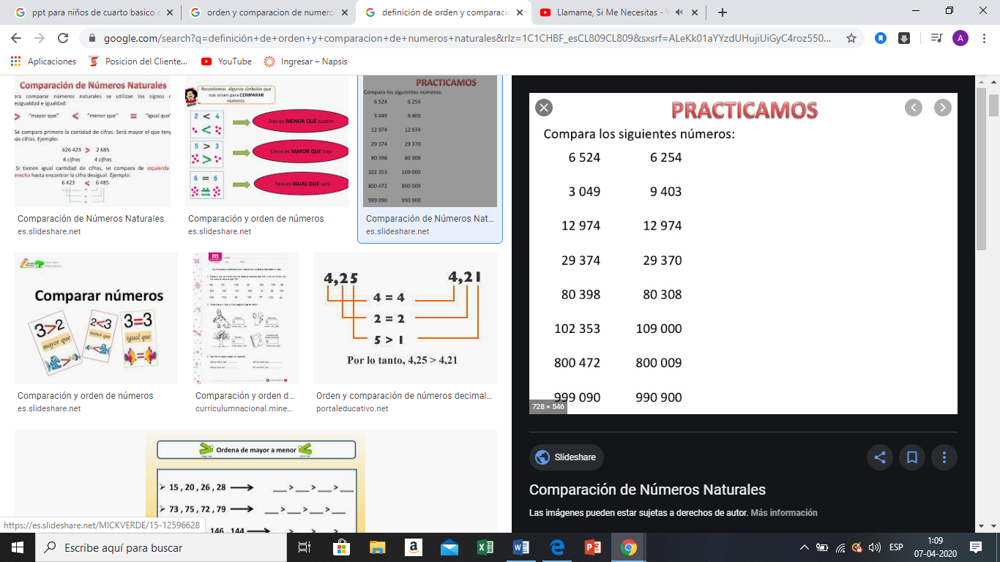 ppt para niños de cuarto basico
orden y comparacion de numero
definición de orden y comparaci
Llamame, Si Me Necesitas -
google.com/search?q=definición+de+orden+y+comparacion+de+numeros+naturales&rlz=1C1CHBF_esCL809CL809&sxsrf=ALeKk01aYYzdUHujiUiGyC4roz550...
A
Aplicaciones
Posicion del Cliente...
YouTube
Ingresar – Napsis
Comparación de Números Naturales
ara comparar números naturales se utilizan los signos
esigualdad e igualdad:
> "mayor que" < "menor que" = "igual que"
Se compara primero la cantidad de cifras. Será mayor el que teng
ás cifras. Ejemplo:
626 423 > 2 685
6 cifras 4 cifras
Si tienen igual cantidad de cifras, se compara de izquierda
erecha hasta encontrar la cifra desigual. Ejemplo:
6 423 < 6 485
Comparación de Números Naturales
es.slideshare.net
Recordemos algunos símbolos que
nos sirven para COMPARAR
números.
2 < 4
<
Dos es MENOR QUE cuatro
5 > 3
>
Cinco es MAYOR QUE tres
6 = 6
=
Seis es IGUAL QUE seis
Comparación y orden de números
es.slideshare.net
PRACTICAMOS
Compara los siguientes números:
6 524 6 254
3 049 9 403
12 974 12 974
29 374 29 370
80 398 80 308
102 353 109 000
800 472 800 009
999 090 990 900
Comparación de Números Nat...
es.slideshare.net
Comparar números
3>2
mayor que
2<3
menor que
3=3
igual que
Comparación y orden de números
es.slideshare.net
m
Comparación y orden d...
curriculumnacional.mine...
4,25 4,21
4 = 4
2 = 2
5 > 1
Por lo tanto, 4,25 > 4,21
Orden y comparación de números decimal...
portaleducativo.net
Ordena de mayor a menor
15 , 20 , 26 , 28 ___ > ___ > ___ > ___
73 , 75 , 72 , 79 ___ > ___ > ___ > ___
146 , 144
https://es.slideshare.net/MICKVERDE/15-12596628
PRACTICAMOS
Compara los siguientes números:
6 524 6 254
3 049 9 403
12 974 12 974
29 374 29 370
80 398 80 308
102 353 109 000
800 472 800 009
999 090 990 900
728 × 546
Slideshare
Comparación de Números Naturales
Las imágenes pueden estar sujetas a derechos de autor. Más información
Escribe aquí para buscar
ESP
1:09
07-04-2020